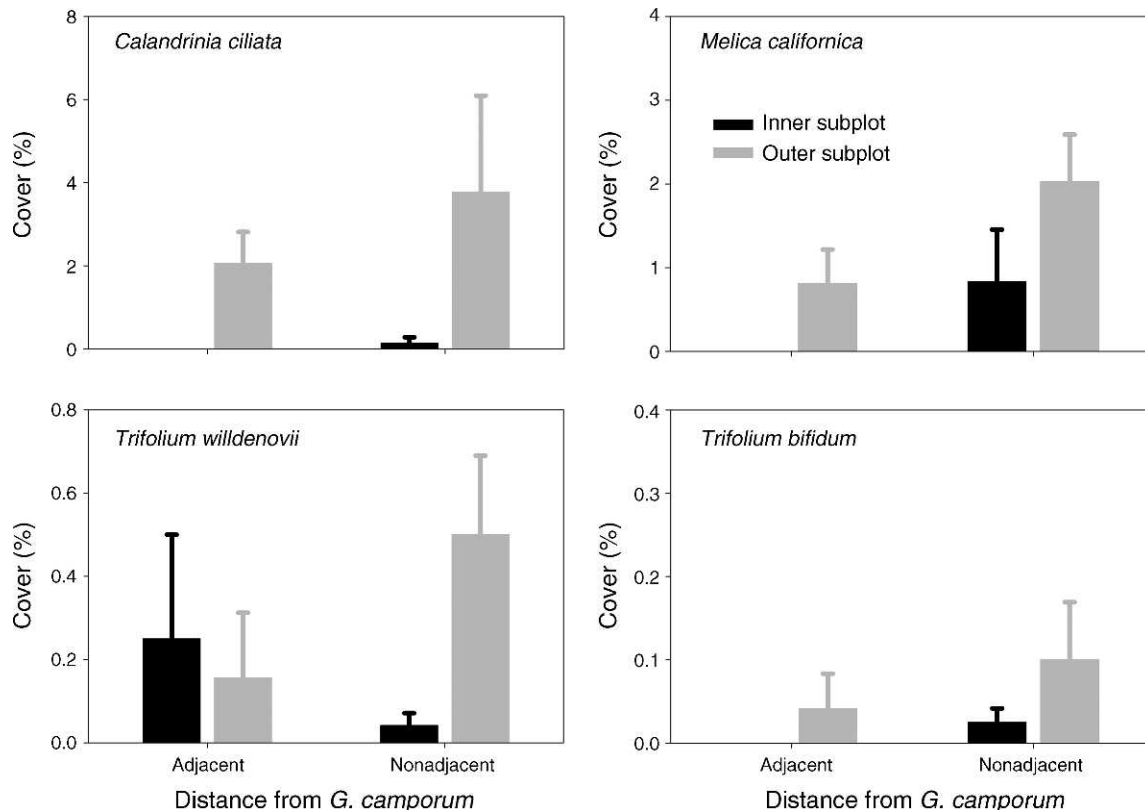 Calandrinia ciliata
8
6
4
2
0
Cover (%)
Melica californica
4
3
2
1
0
Cover (%)
Inner subplot
Outer subplot
Trifolium willdenovii
0.8
0.6
0.4
0.2
0.0
Cover (%)
Adjacent
Nonadjacent
Distance from G. camporum
Trifolium bifidum
0.4
0.3
0.2
0.1
0.0
Cover (%)
Adjacent
Nonadjacent
Distance from G. camporum